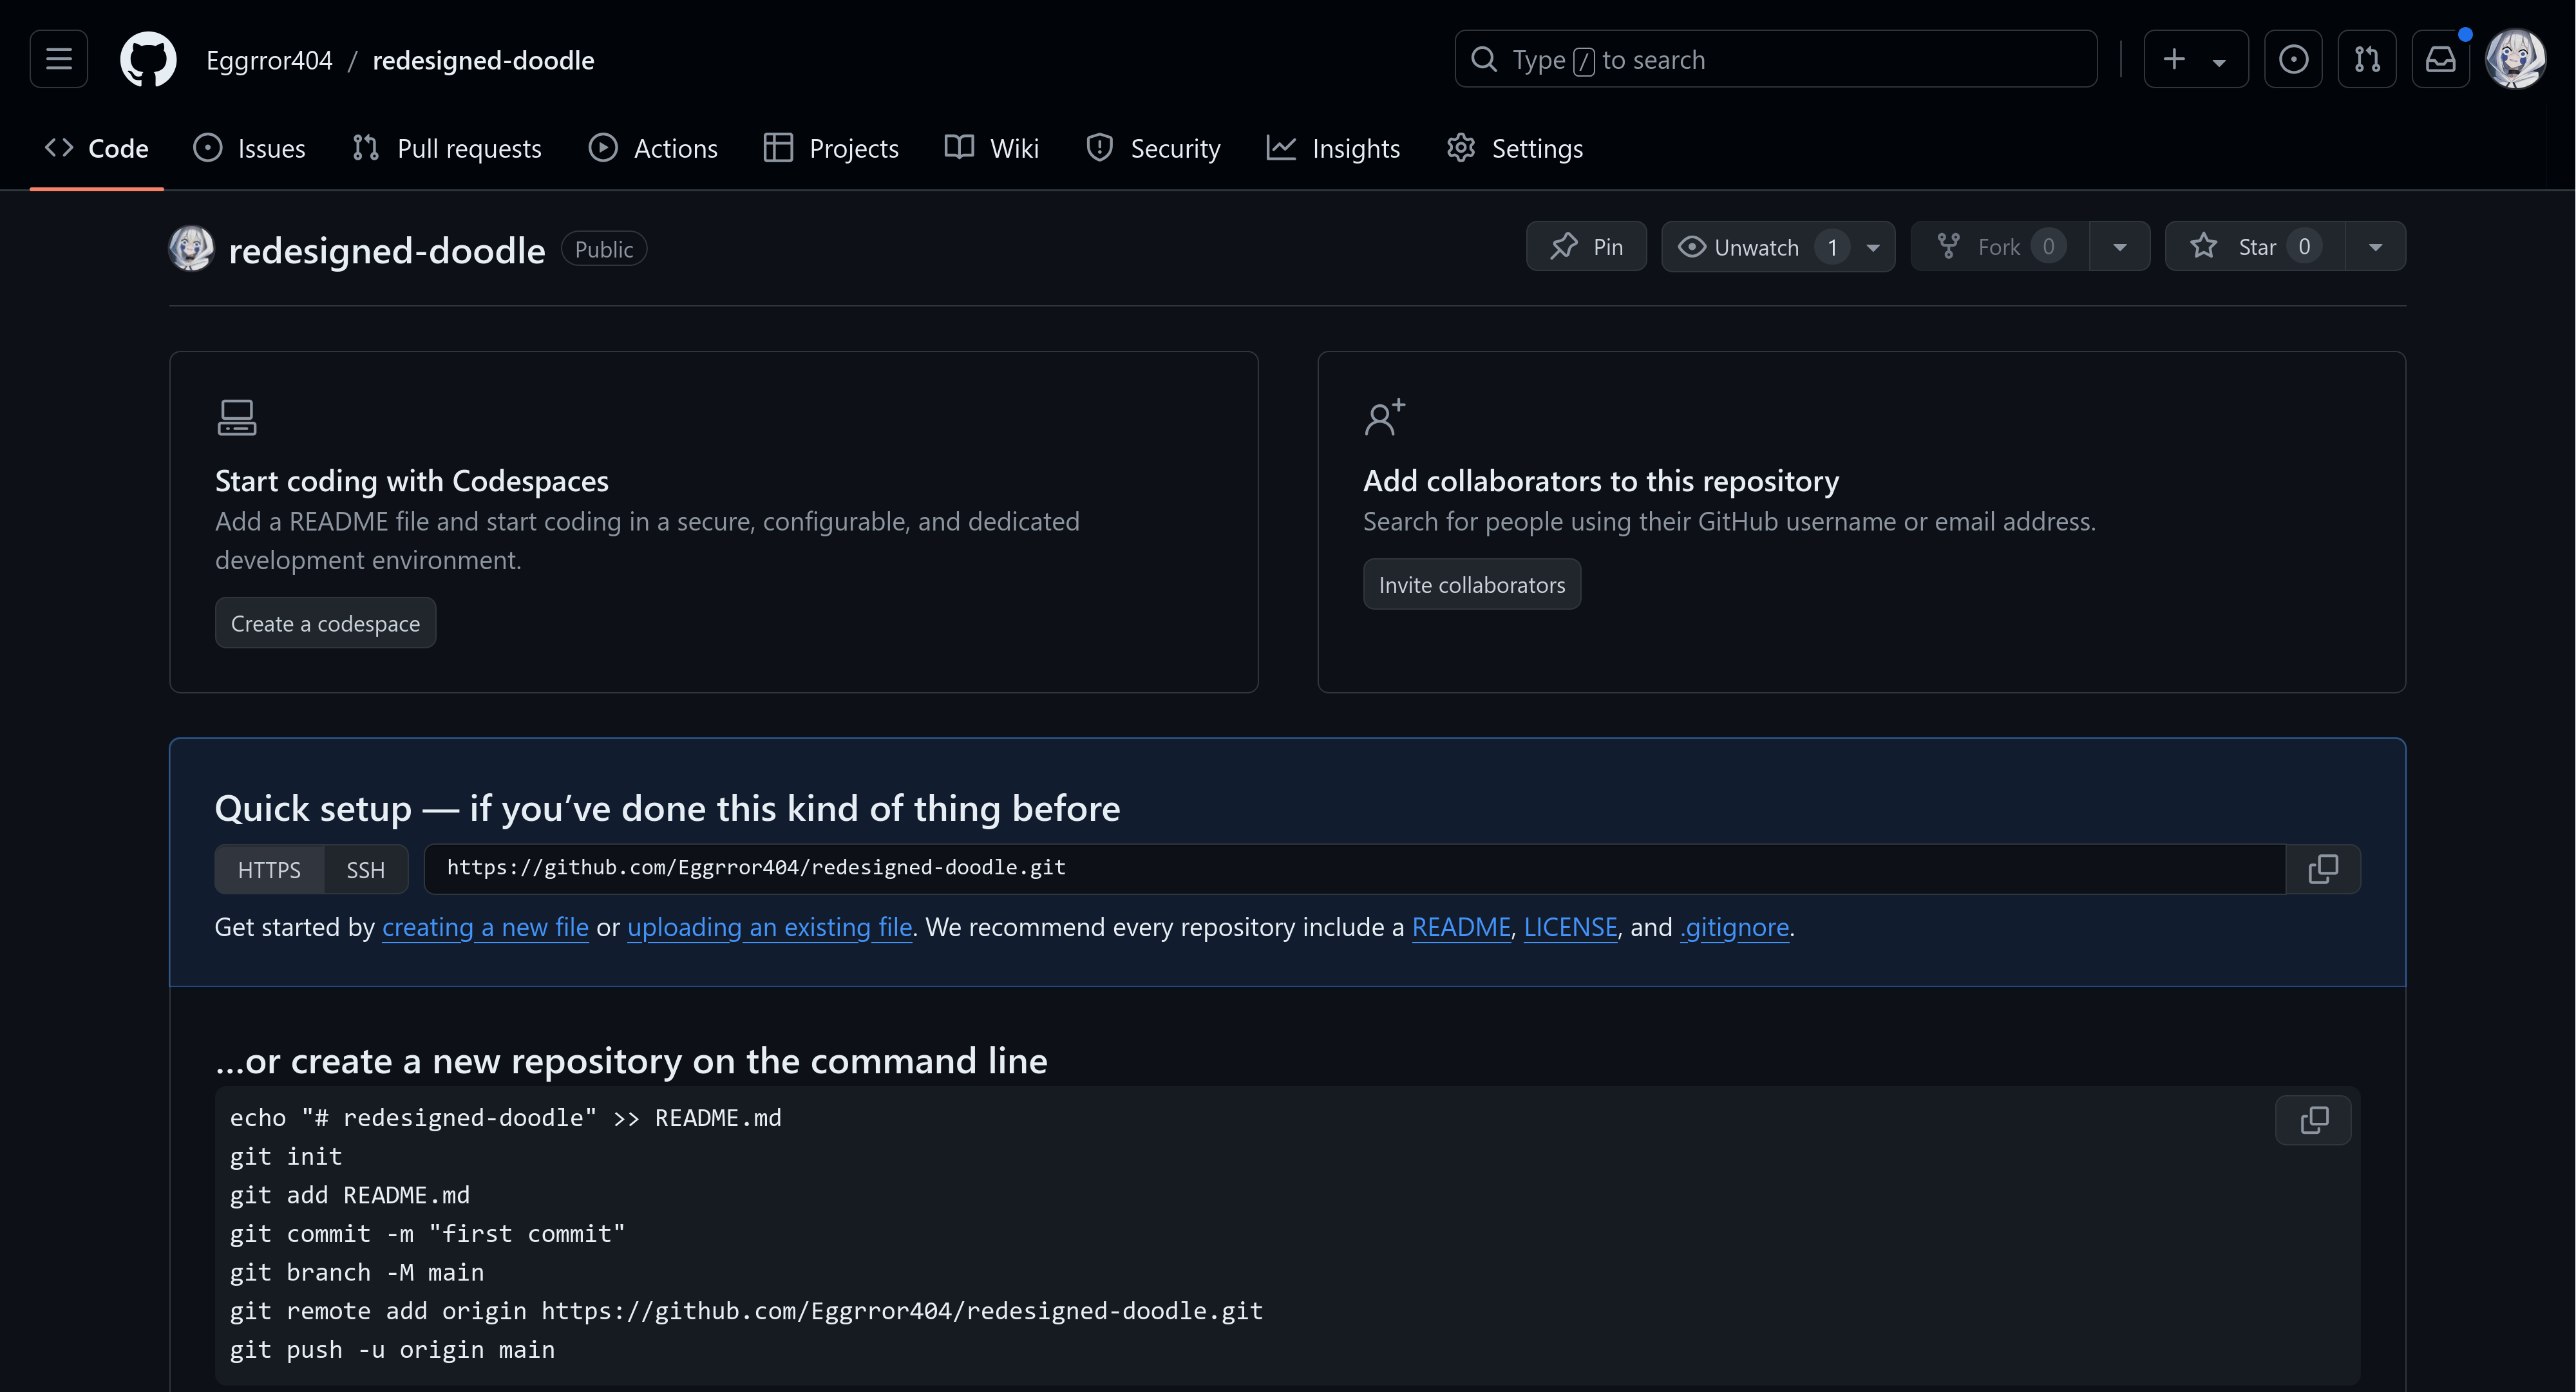 Eggrror404 / redesigned-doodle
Type / to search
Code Issues Pull requests Actions Projects Wiki Security Insights Settings
redesigned-doodle Public
Pin Unwatch 1 Fork 0 Star 0
Start coding with Codespaces
Add a README file and start coding in a secure, configurable, and dedicated
development environment.
Create a codespace
Add collaborators to this repository
Search for people using their GitHub username or email address.
Invite collaborators
Quick setup — if you’ve done this kind of thing before
HTTPS SSH https://github.com/Eggrror404/redesigned-doodle.git
Get started by creating a new file or uploading an existing file. We recommend every repository include a README, LICENSE, and .gitignore.
…or create a new repository on the command line
echo "# redesigned-doodle" >> README.md
git init
git add README.md
git commit -m "first commit"
git branch -M main
git remote add origin https://github.com/Eggrror404/redesigned-doodle.git
git push -u origin main